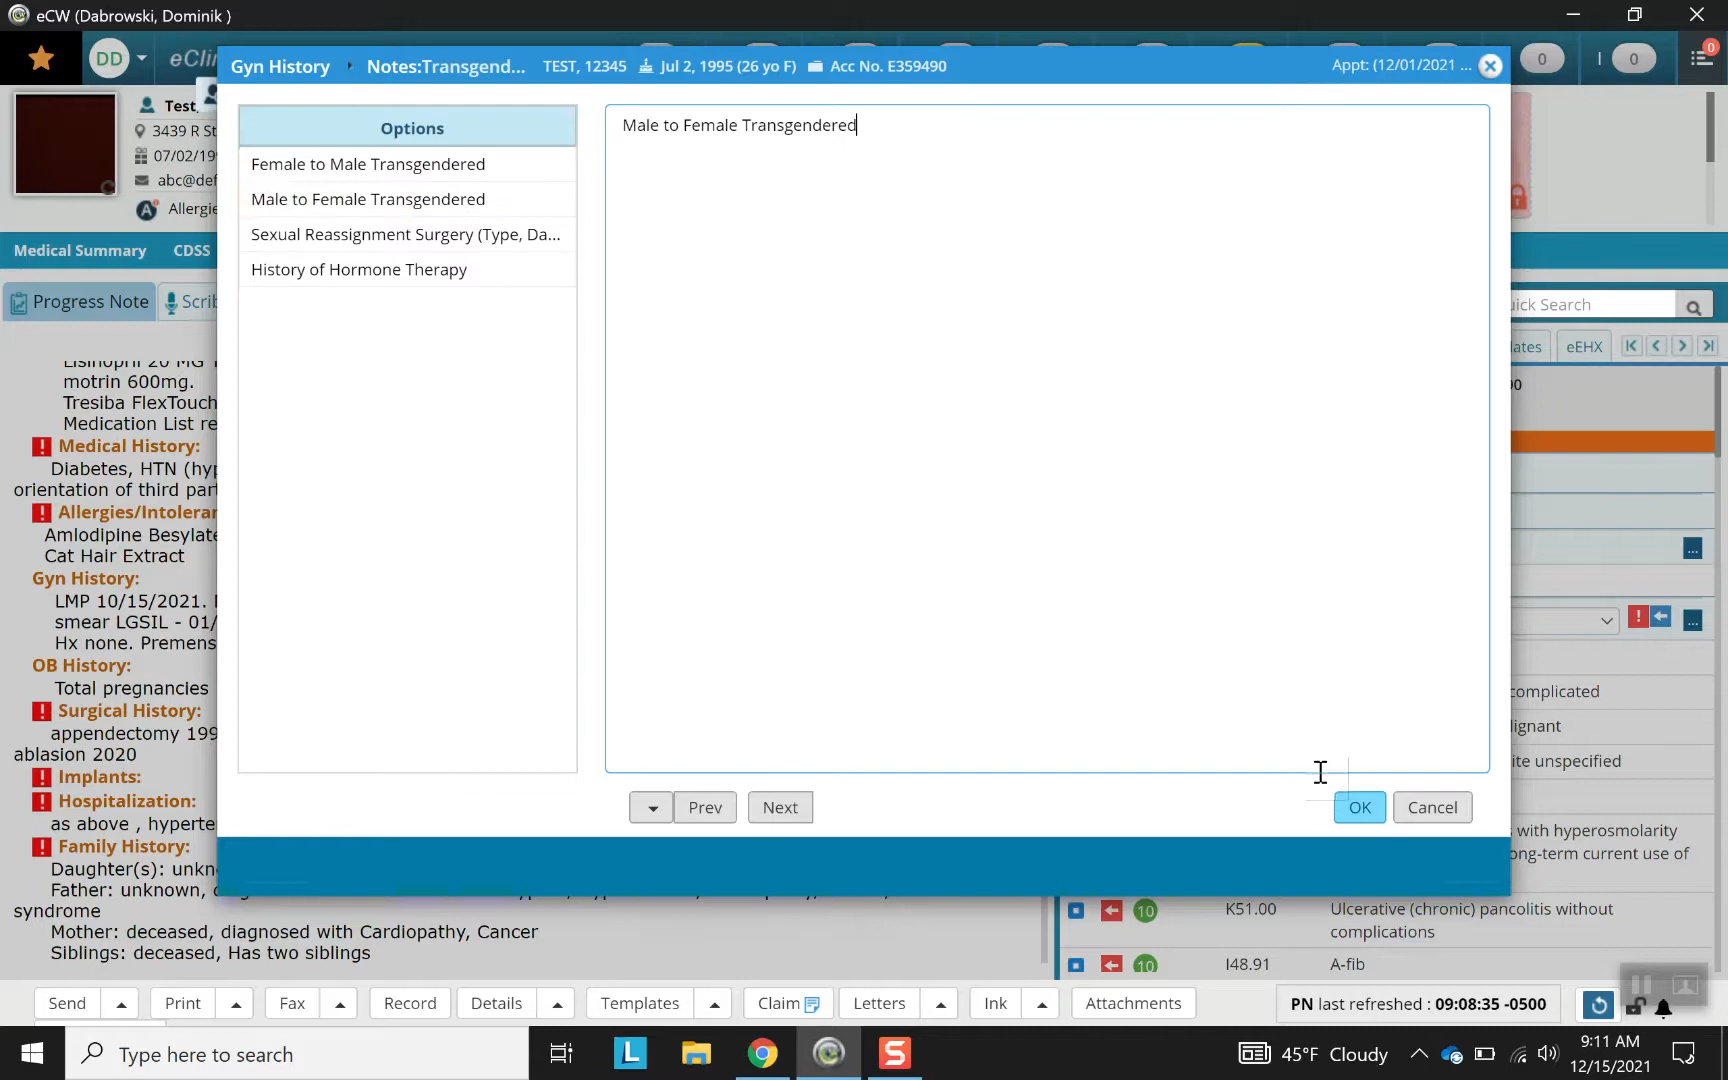 eCW (Dabrowski, Dominik )
DD
0
0
0
Gyn History
Notes:Transgend...
TEST, 12345
Jul 2, 1995 (26 yo F)
Acc No. E359490
Appt: (12/01/2021 ...
Test,
3439 R St
07/02/19
abc@def
A
Allergie
Options
Female to Male Transgendered
Male to Female Transgendered
Sexual Reassignment Surgery (Type, Da...
History of Hormone Therapy
Male to Female Transgendered
Medical Summary
CDSS
Progress Note
Scrib
uick Search
lates
eEHX
motrin 600mg.
Tresiba FlexTouch
Medication List re
Medical History:
Diabetes, HTN (hyp
orientation of third part
Allergies/Intoleran
Amlodipine Besylate
Cat Hair Extract
Gyn History:
LMP 10/15/2021.
smear LGSIL - 01/
Hx none. Premens
OB History:
Total pregnancies
Surgical History:
appendectomy 199
ablasion 2020
Implants:
Hospitalization:
as above , hyperte
Family History:
Daughter(s): unkn
Father: unknown,
syndrome
Mother: deceased, diagnosed with Cardiopathy, Cancer
Siblings: deceased, Has two siblings
Prev
Next
OK
Cancel
complicated
lignant
ite unspecified
with hyperosmolarity
ong-term current use of
10
K51.00
Ulcerative (chronic) pancolitis without
complications
10
I48.91
A-fib
Send
Print
Fax
Record
Details
Templates
Claim
Letters
Ink
Attachments
PN last refreshed : 09:08:35 -0500
Type here to search
L
S
45°F Cloudy
9:11 AM
12/15/2021